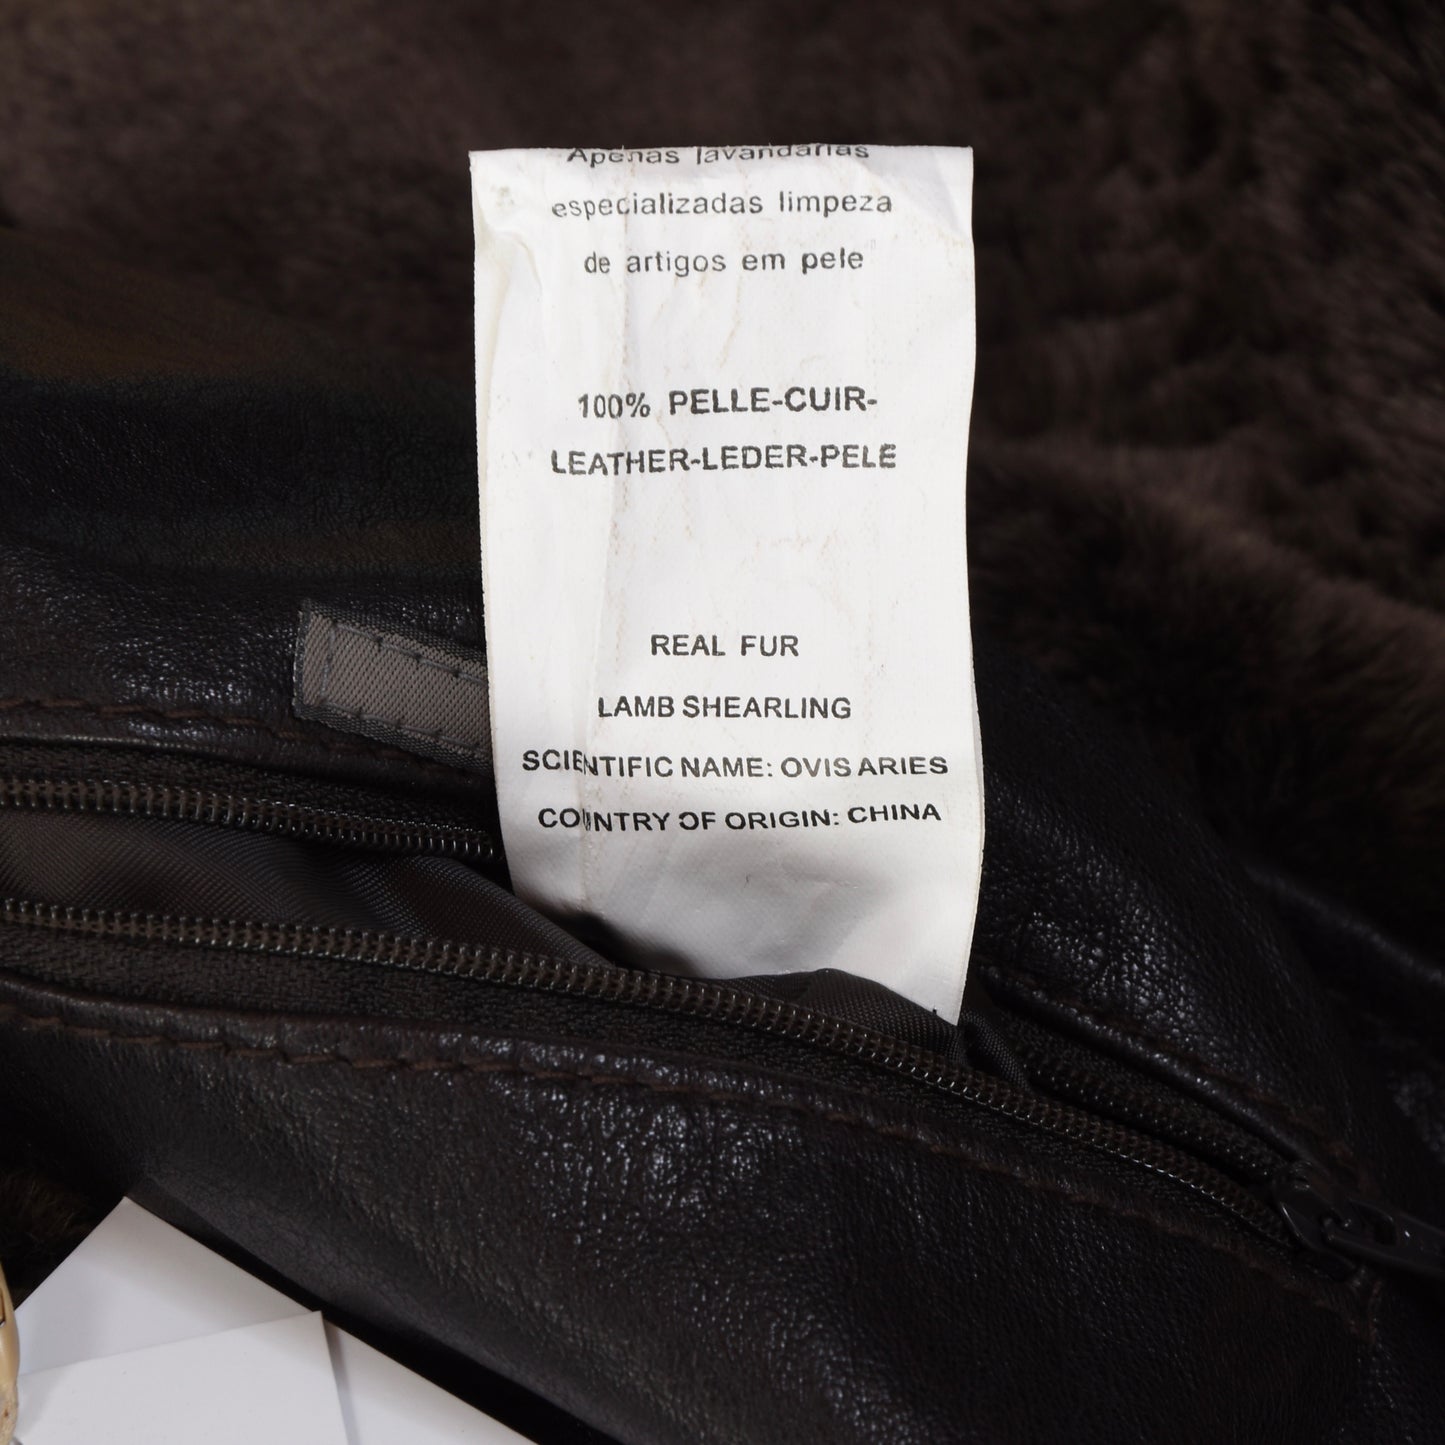 Apenas lavandarias
especializadas limpeza
de artigos em pele
100% PELLE-CUIR-
LEATHER-LEDER-PELE
REAL FUR
LAMB SHEARLING
SCIENTIFIC NAME: OVIS ARIES
COUNTRY OF ORIGIN: CHINA